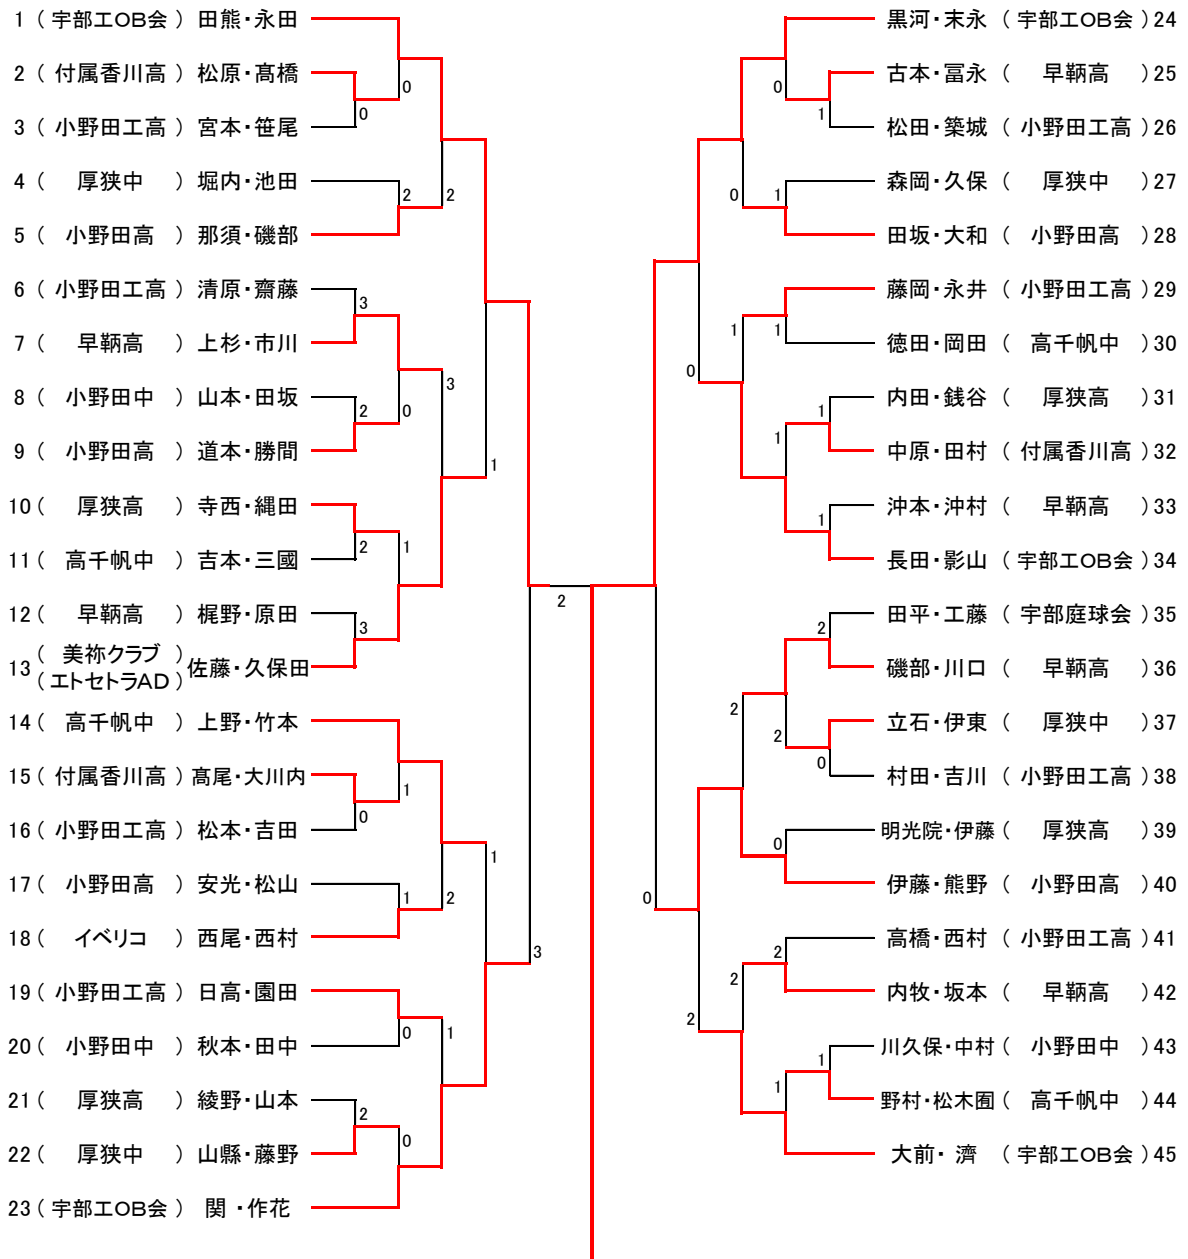 1 ( 宇部工OB会 ) 田熊・永田
2 ( 付属香川高 ) 松原・髙橋
0
3 ( 小野田工高 ) 宮本・笹尾
0
4 ( 厚狭中 ) 堀内・池田
2
2
5 ( 小野田高 ) 那須・磯部
6 ( 小野田工高 ) 清原・齋藤
3
7 ( 早鞆高 ) 上杉・市川
3
8 ( 小野田中 ) 山本・田坂
2
0
9 ( 小野田高 ) 道本・勝間
1
10 ( 厚狭高 ) 寺西・縄田
2
1
11 ( 高千帆中 ) 吉本・三國
12 ( 早鞆高 ) 梶野・原田
3
13 ( 美祢クラブ )
( エトセトラAD ) 佐藤・久保田
14 ( 高千帆中 ) 上野・竹本
15 ( 付属香川高 ) 髙尾・大川内
1
16 ( 小野田工高 ) 松本・吉田
0
1
17 ( 小野田高 ) 安光・松山
1
2
18 ( イベリコ ) 西尾・西村
3
19 ( 小野田工高 ) 日高・園田
0
1
20 ( 小野田中 ) 秋本・田中
21 ( 厚狭高 ) 綾野・山本
2
0
22 ( 厚狭中 ) 山縣・藤野
23 ( 宇部工OB会 ) 関・作花
2
黒河・末永 ( 宇部工OB会 ) 24
0
古本・冨永 ( 早鞆高 ) 25
1
松田・築城 ( 小野田工高 ) 26
森岡・久保 ( 厚狭中 ) 27
0
1
田坂・大和 ( 小野田高 ) 28
藤岡・永井 ( 小野田工高 ) 29
1
1
徳田・岡田 ( 高千帆中 ) 30
0
内田・銭谷 ( 厚狭高 ) 31
1
1
中原・田村 ( 付属香川高 ) 32
沖本・沖村 ( 早鞆高 ) 33
1
長田・影山 ( 宇部工OB会 ) 34
田平・工藤 ( 宇部庭球会 ) 35
2
磯部・川口 ( 早鞆高 ) 36
2
立石・伊東 ( 厚狭中 ) 37
2
0
村田・吉川 ( 小野田工高 ) 38
明光院・伊藤 ( 厚狭高 ) 39
0
伊藤・熊野 ( 小野田高 ) 40
0
高橋・西村 ( 小野田工高 ) 41
2
2
内牧・坂本 ( 早鞆高 ) 42
2
川久保・中村 ( 小野田中 ) 43
1
1
野村・松木囿 ( 高千帆中 ) 44
大前・濟 ( 宇部工OB会 ) 45